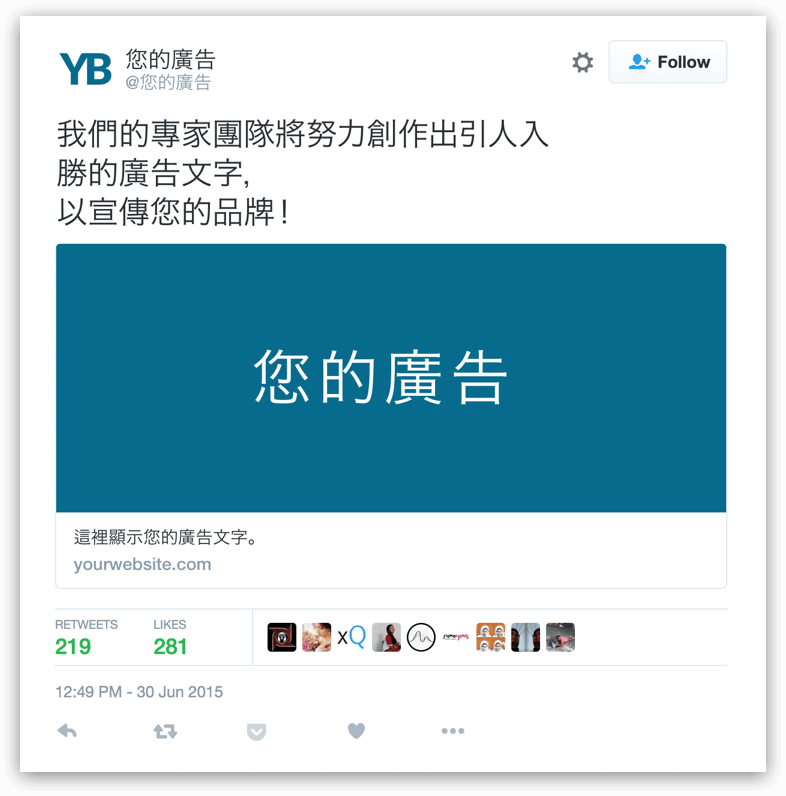 YB
您的廣告
@您的廣告
Follow
我們的專家團隊將努力創作出引人入
勝的廣告文字,
以宣傳您的品牌!
您的廣告
這裡顯示您的廣告文字。
yourwebsite.com
RETWEETS
219
LIKES
281
xQ
12:49 PM - 30 Jun 2015